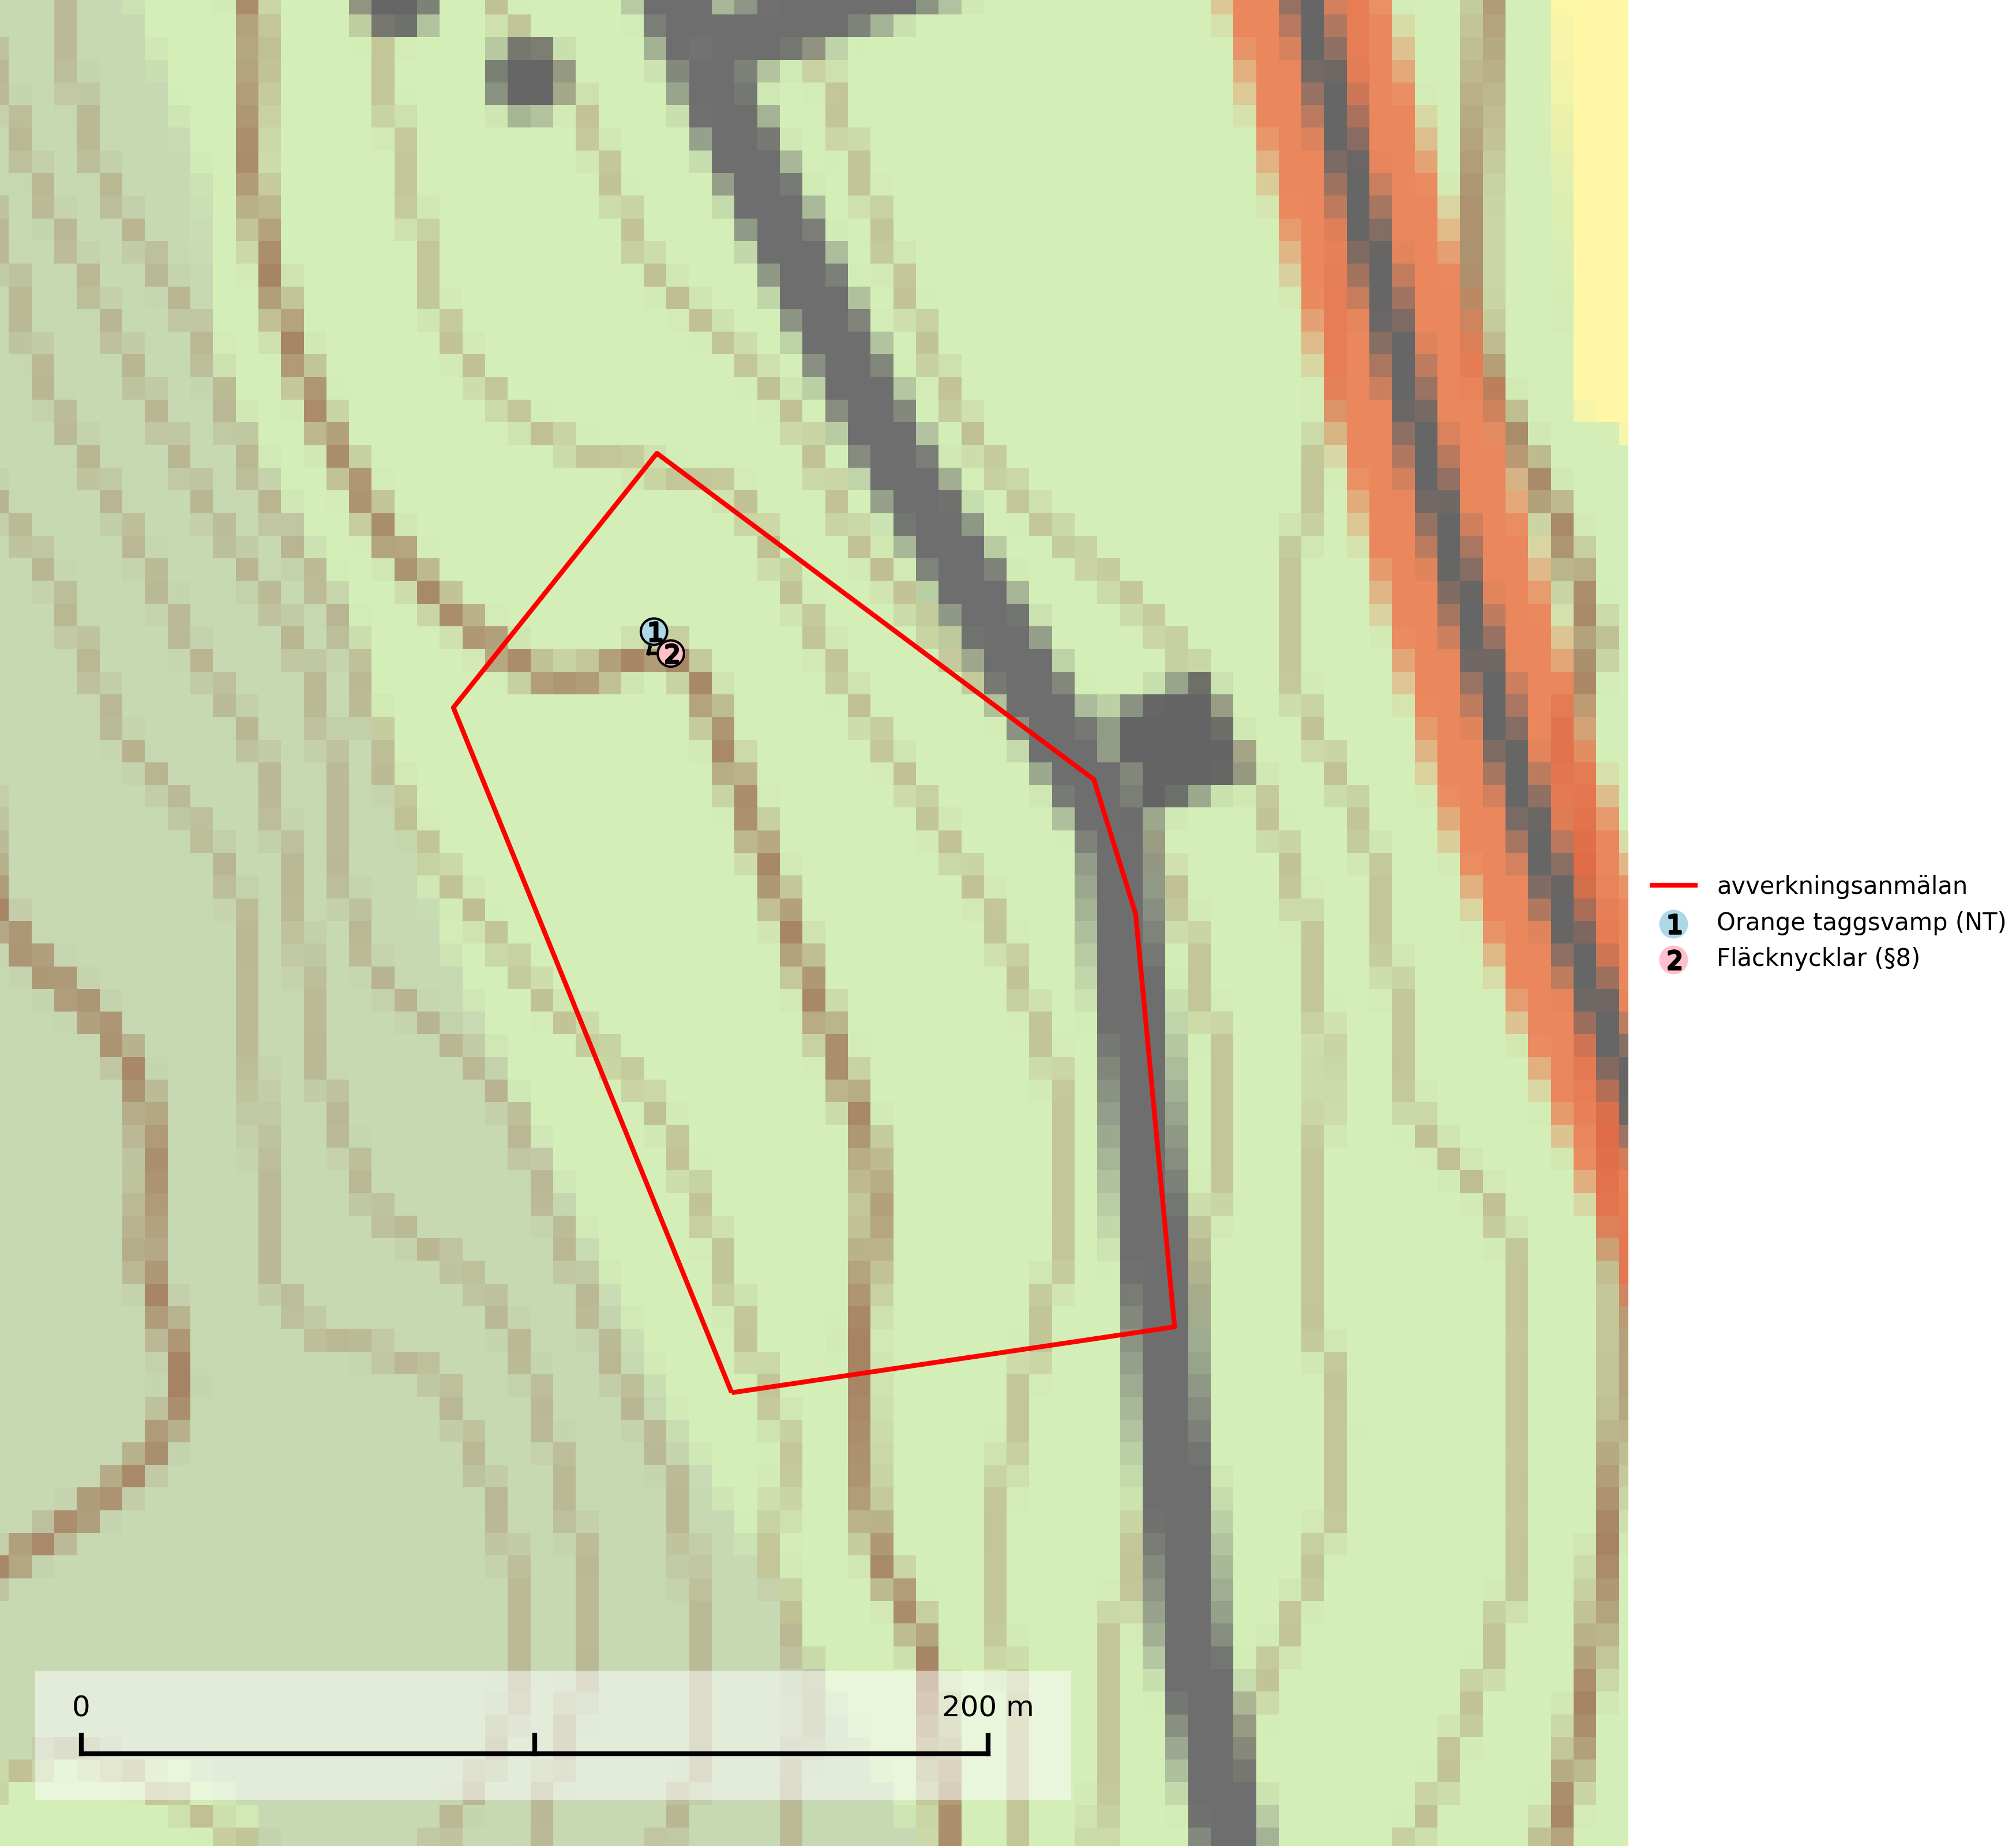 1
2
avverkningsanmälan
1 Orange taggsvamp (NT)
2 Fläcknycklar (§8)
0 200 m